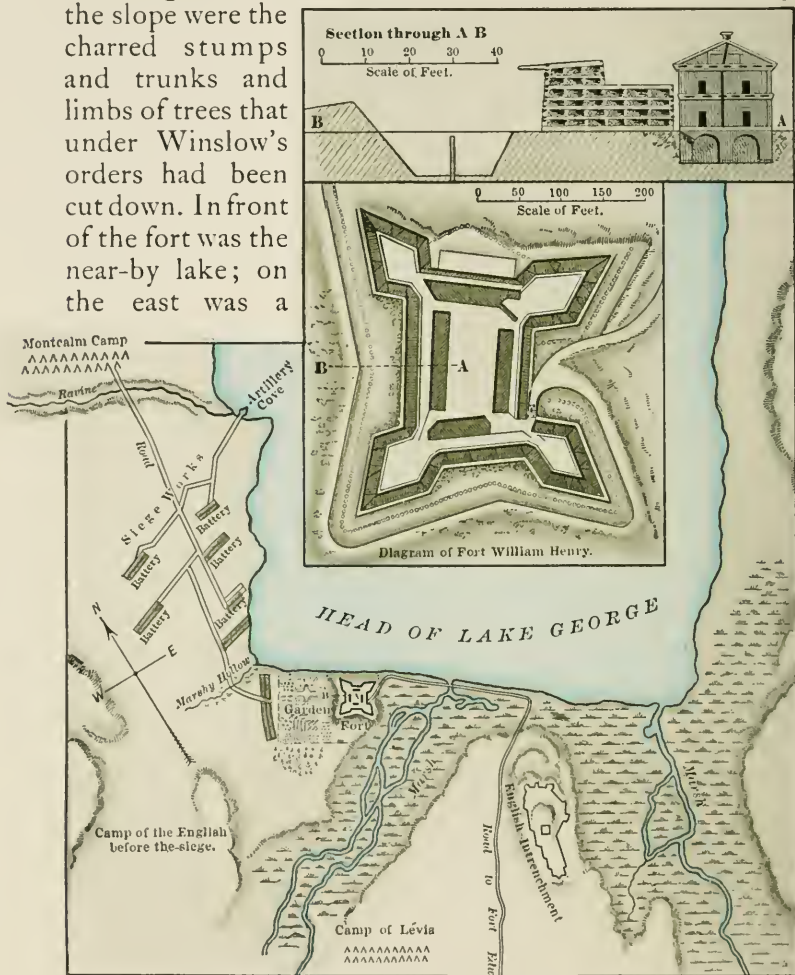 the slope were the
charred stumps
and trunks and
limbs of trees that
under Winslow's
orders had been
cut down. In front
of the fort was the
near-by lake; on
the east was a
Section through A B
0 10 20 30 40
Scale of Feet.
B
A
0 50 100 150 200
Scale of Feet.
B
A
Diagram of Fort William Henry.
Montcalm Camp
Ravine
Road
Artillery
Cove
Siege Works
Battery
Battery
Battery
Battery
Battery
HEAD OF LAKE GEORGE
N
E
W
Marshy Hollow
Garden
B
Fort
Marsh
Marsh
English Intrenchment
Road to Fort
Camp of the English
before the siege.
Camp of Lévis